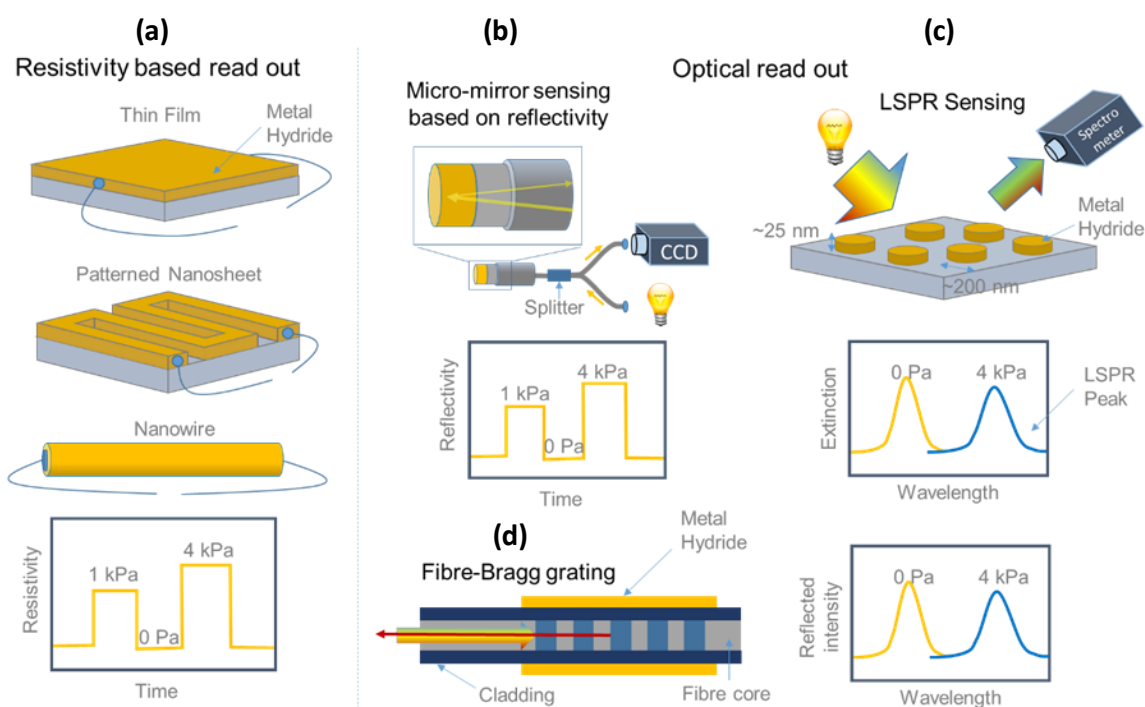 (a)
Resistivity based read out
Thin Film
Metal
Hydride
Patterned Nanosheet
Nanowire
Resistivity
1 kPa
0 Pa
4 kPa
Time
(b)
Optical read out
Micro-mirror sensing
based on reflectivity
CCD
Splitter
Reflectivity
1 kPa
0 Pa
4 kPa
Time
(c)
LSPR Sensing
Spectro
meter
Metal
Hydride
~25 nm
~200 nm
Extinction
0 Pa
4 kPa
LSPR
Peak
Wavelength
(d)
Fibre-Bragg grating
Metal
Hydride
Cladding
Fibre core
Reflected
intensity
0 Pa
4 kPa
Wavelength